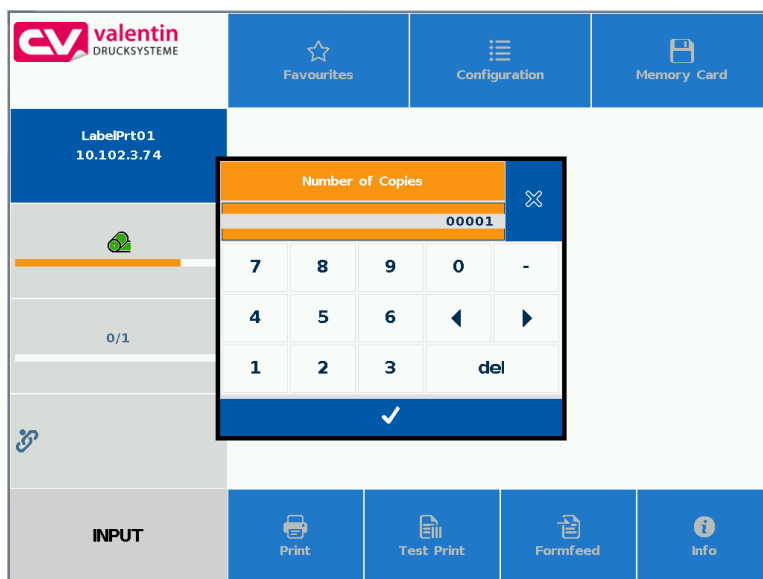 valentin
DRUCKSYSTEME
Favourites
Configuration
Memory Card
LabelPrt01
10.102.3.74
Number of Copies
00001
7 8 9 0 -
4 5 6
1 2 3 del
0/1
INPUT
Print
Test Print
Formfeed
Info